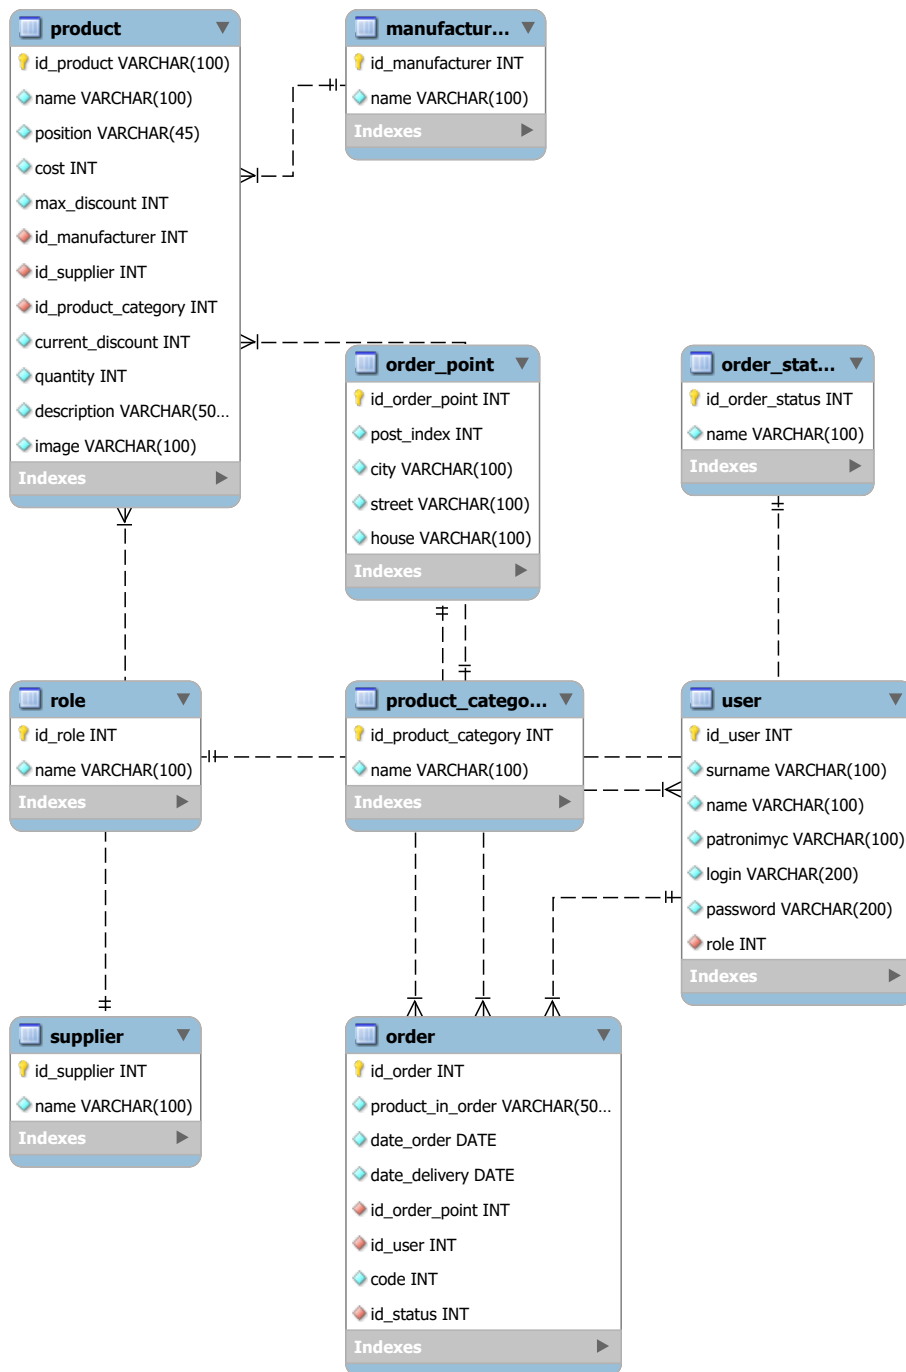 product
id_product VARCHAR(100)
name VARCHAR(100)
position VARCHAR(45)
cost INT
max_discount INT
id_manufacturer INT
id_supplier INT
id_product_category INT
current_discount INT
quantity INT
description VARCHAR(50...
image VARCHAR(100)
Indexes
manufactur...
id_manufacturer INT
name VARCHAR(100)
Indexes
order_point
id_order_point INT
post_index INT
city VARCHAR(100)
street VARCHAR(100)
house VARCHAR(100)
Indexes
order_stat...
id_order_status INT
name VARCHAR(100)
Indexes
role
id_role INT
name VARCHAR(100)
Indexes
product_catego...
id_product_category INT
name VARCHAR(100)
Indexes
user
id_user INT
surname VARCHAR(100)
name VARCHAR(100)
patronimyc VARCHAR(100)
login VARCHAR(200)
password VARCHAR(200)
role INT
Indexes
supplier
id_supplier INT
name VARCHAR(100)
Indexes
order
id_order INT
product_in_order VARCHAR(50...
date_order DATE
date_delivery DATE
id_order_point INT
id_user INT
code INT
id_status INT
Indexes